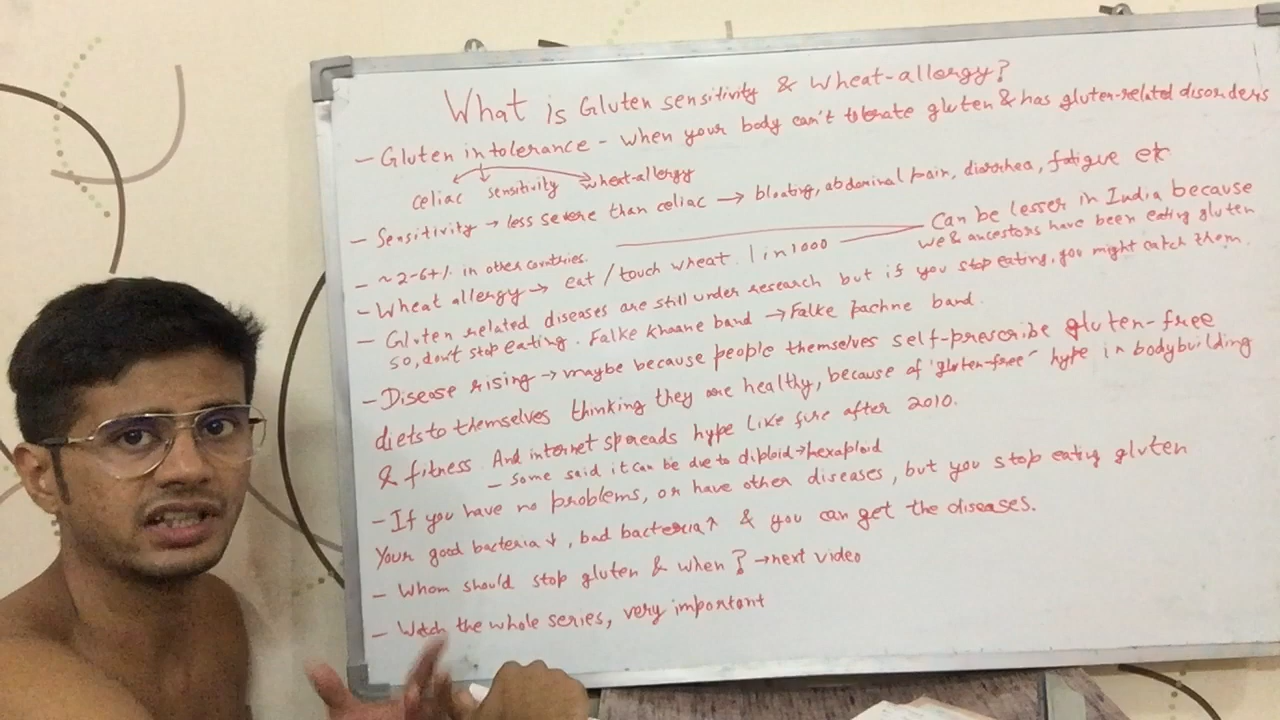 What is Gluten sensitivity & wheat-allergy?
- Gluten intolerance - when your body can't tolerate gluten & has gluten-related disorders
celiac sensitivity wheat-allergy
- Sensitivity → less severe than celiac → bloating, abdominal pain, diarrhea, fatigue etc
- ~2-6+% in other countries.
- Wheat allergy → eat / touch wheat. 1 in 1000
Can be lesser in India because
we & ancestors have been eating gluten
- Gluten related diseases are still under research but if you stop eating, you might catch them.
so, don't stop eating. Falke khaane band → Falke pachne band.
- Disease rising → maybe because people themselves self-prescribe gluten-free
diets to themselves thinking they are healthy, because of "gluten-free" hype in bodybuilding
& fitness. And internet spreads hype like fire after 2010.
- Some said it can be due to diploid → hexaploid
- If you have no problems, or have other diseases, but you stop eating gluten
Your good bacteria ↓, bad bacteria ↑ & you can get the diseases.
- Whom should stop gluten & when? → next video
- Watch the whole series, very important